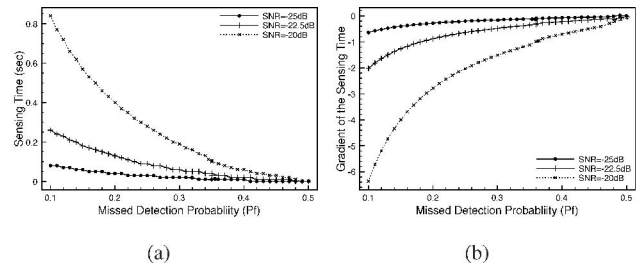 SNR=-25dB
SNR=-22.5dB
SNR=-20dB
Sensing Time (sec)
0.8
0.6
0.4
0.2
0
0.1
0.2
0.3
0.4
0.5
Missed Detection Probabliity (Pf)
(a)
Gradient of the Sensing Time
0
-1
-2
-3
-4
-5
-6
SNR=-25dB
SNR=-22.5dB
SNR=-20dB
0.1
0.2
0.3
0.4
0.5
Missed Detection Probabliity (Pf)
(b)